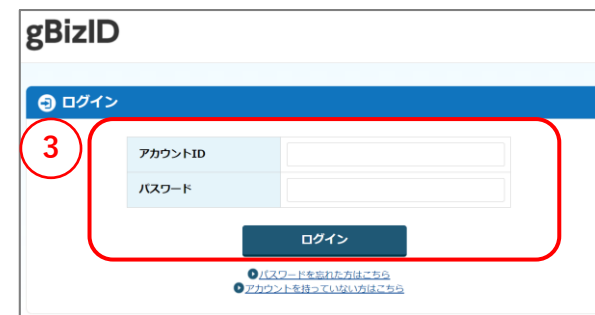 gBizID
ログイン
3
アカウントID
パスワード
ログイン
パスワードを忘れた方はこちら
アカウントを持っていない方はこちら